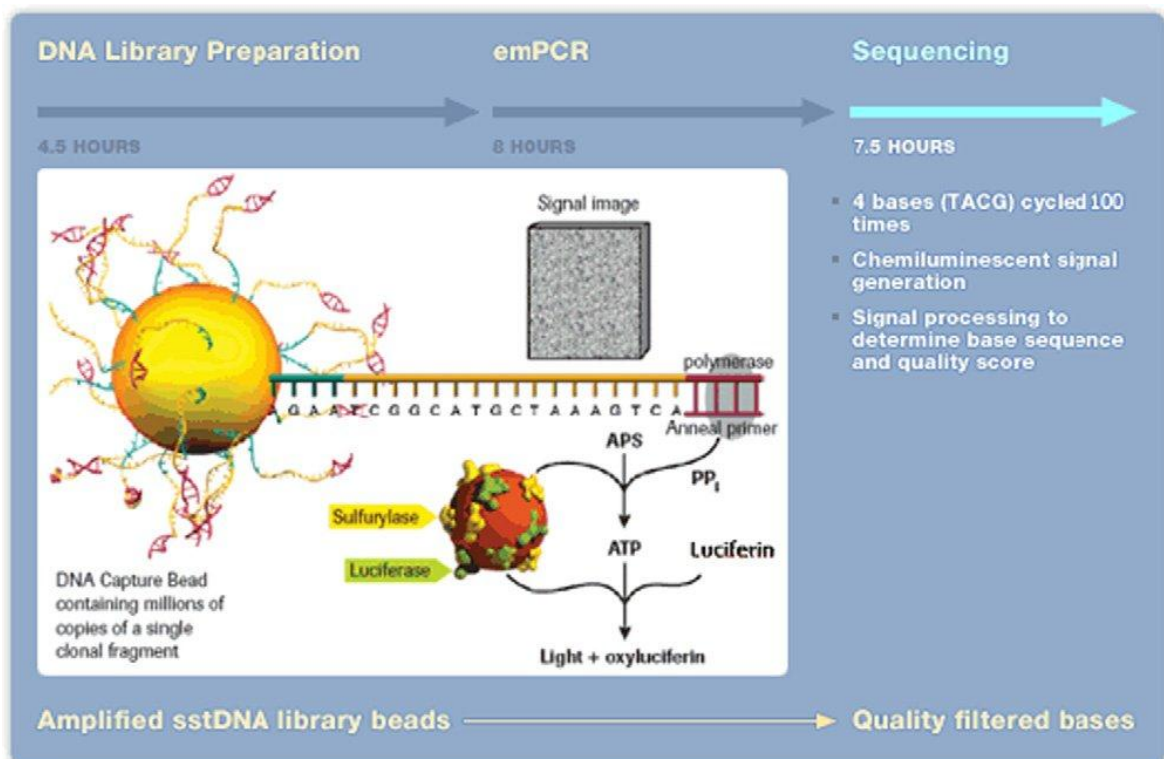 DNA Library Preparation
emPCR
Sequencing
4.5 HOURS
8 HOURS
7.5 HOURS
4 bases (TACG) cycled 100
times
Chemiluminescent signal
generation
Signal processing to
determine base sequence
and quality score
Signal image
polymerase
A G A A T C G G C A T G C T A A A G T C A
Anneal primer
APS
PPi
Sulfurylase
Luciferase
ATP
Luciferin
Light + oxyluciferin
DNA Capture Bead
containing millions of
copies of a single
clonal fragment
Amplified sstDNA library beads
Quality filtered bases